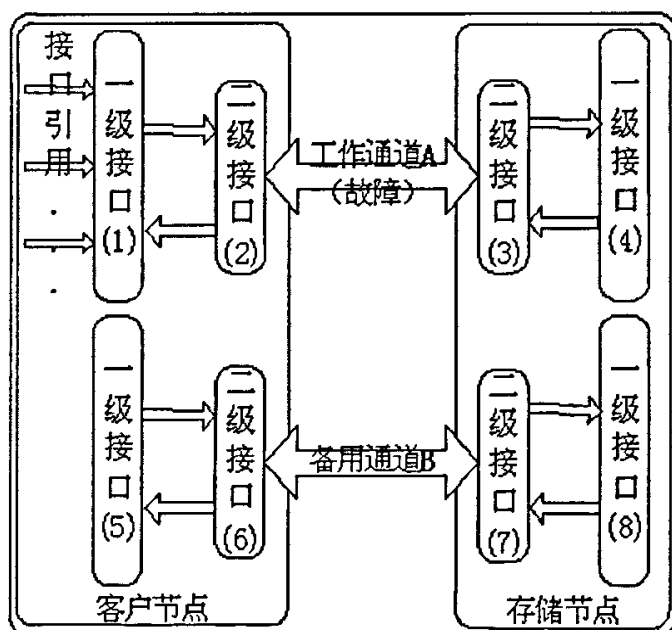 接口引用...
一级接口(1)
二级接口(2)
工作通道A
(故障)
二级接口(3)
一级接口(4)
一级接口(5)
二级接口(6)
备用通道B
二级接口(7)
一级接口(8)
客户节点
存储节点